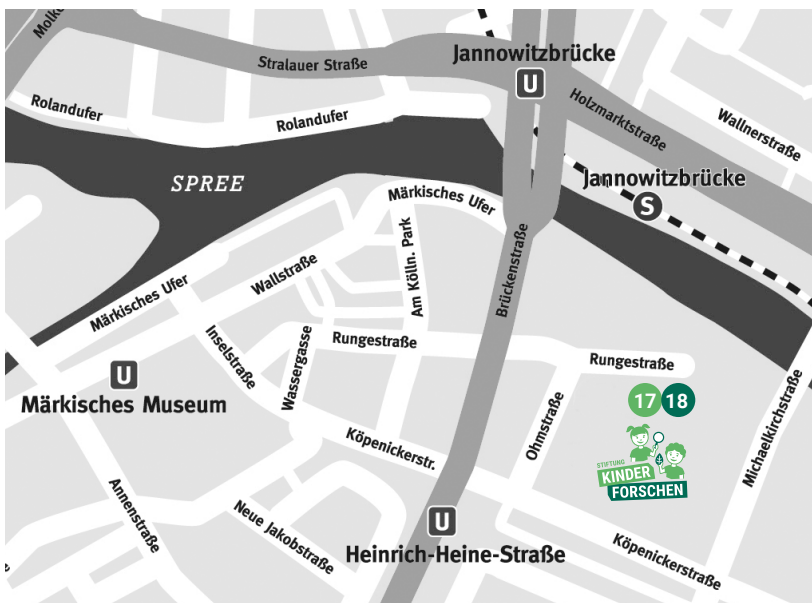 Molke
Stralauer Straße
Jannowitzbrücke
U
Holzmarktstraße
Wallnerstraße
Rolandufer
Rolandufer
SPREE
Jannowitzbrücke
S
Märkisches Ufer
Am Kölln. Park
Brückenstraße
Wallstraße
Märkisches Ufer
Inselstraße
Wassergasse
Rungestraße
Rungestraße
U
Märkisches Museum
17 18
Michaelkirchstraße
Ohmstraße
Köpenickerstr.
STIFTUNG
KINDER
FORSCHEN
Annenstraße
Neue Jakobstraße
U
Heinrich-Heine-Straße
Köpenickerstraße
e